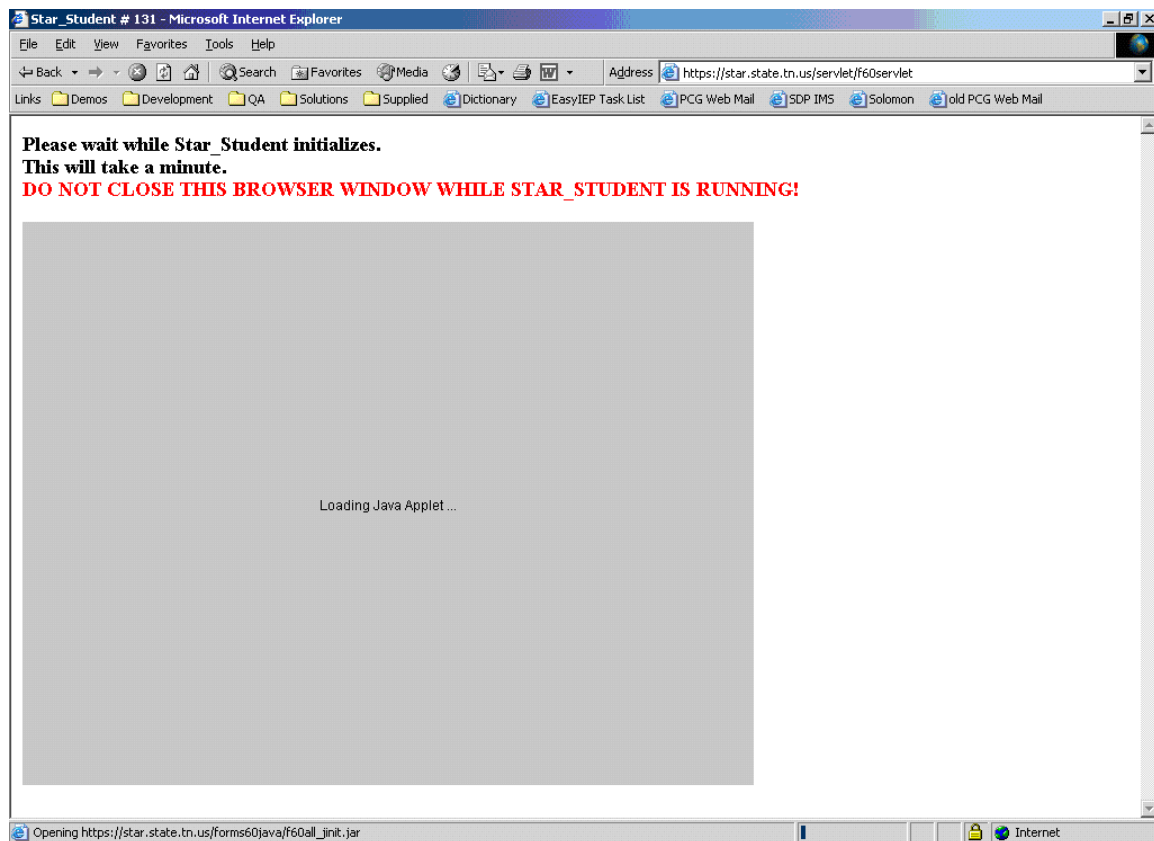 Star_Student # 131 - Microsoft Internet Explorer
File Edit View Favorites Tools Help
Back Search Favorites Media W Address https://star.state.tn.us/servlet/f60servlet
Links Demos Development QA Solutions Supplied Dictionary EasyIEP Task List PCG Web Mail SDP IMS Solomon old PCG Web Mail
Please wait while Star_Student initializes.
This will take a minute.
DO NOT CLOSE THIS BROWSER WINDOW WHILE STAR_STUDENT IS RUNNING!
Loading Java Applet ...
Opening https://star.state.tn.us/forms60java/f60all_jinit.jar Internet